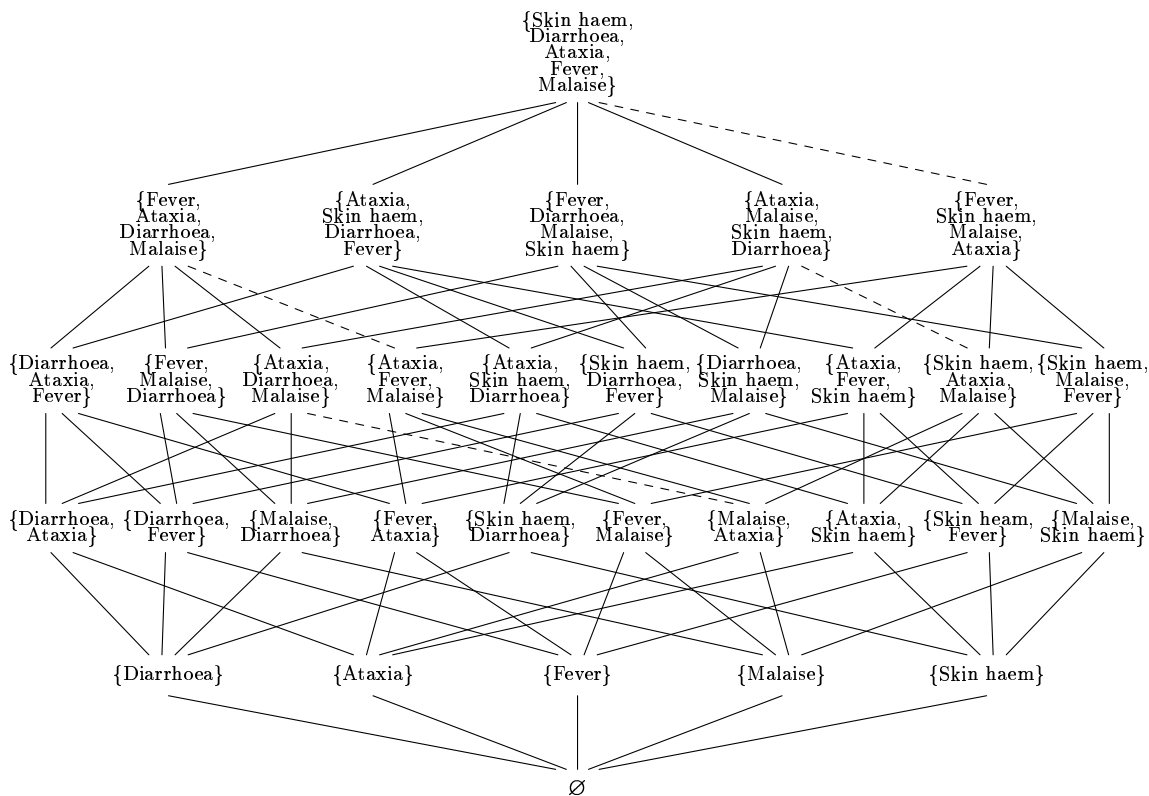 {Skin haem,
Diarrhoea,
Ataxia,
Fever,
Malaise}
{Fever,
Ataxia,
Diarrhoea,
Malaise}
{Ataxia,
Skin haem,
Diarrhoea,
Fever}
{Fever,
Diarrhoea,
Malaise,
Skin haem}
{Ataxia,
Malaise,
Skin haem,
Diarrhoea}
{Fever,
Skin haem,
Malaise,
Ataxia}
{Diarrhoea,
Ataxia,
Fever}
{Fever,
Malaise,
Diarrhoea}
{Ataxia,
Diarrhoea,
Malaise}
{Ataxia,
Fever,
Malaise}
{Ataxia,
Skin haem,
Diarrhoea}
{Skin haem,
Diarrhoea,
Fever}
{Diarrhoea,
Skin haem,
Malaise}
{Ataxia,
Fever,
Skin haem}
{Skin haem,
Ataxia,
Malaise}
{Skin haem,
Malaise,
Fever}
{Diarrhoea,
Ataxia}
{Diarrhoea,
Fever}
{Malaise,
Diarrhoea}
{Fever,
Ataxia}
{Skin haem,
Diarrhoea}
{Fever,
Malaise}
{Malaise,
Ataxia}
{Ataxia,
Skin haem}
{Skin heam,
Fever}
{Malaise,
Skin haem}
{Diarrhoea}
{Ataxia}
{Fever}
{Malaise}
{Skin haem}
∅